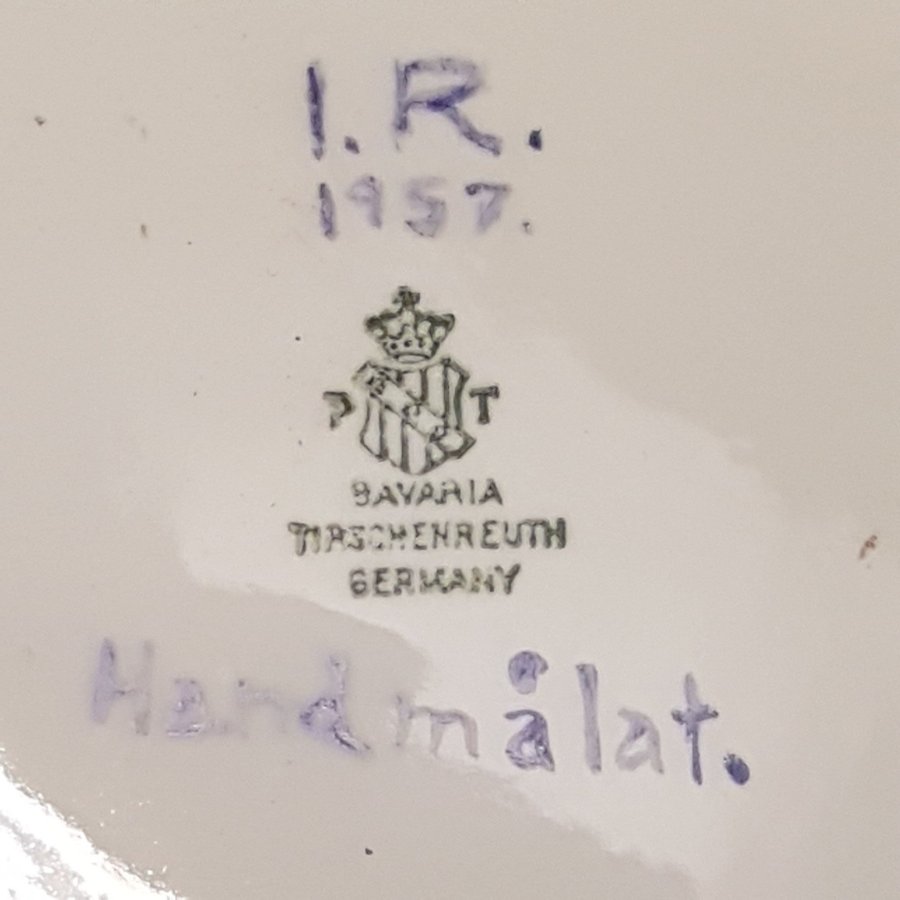 I.R.
1957.
P T
BAVARIA
TIRSCHENREUTH
GERMANY
Handmålat.